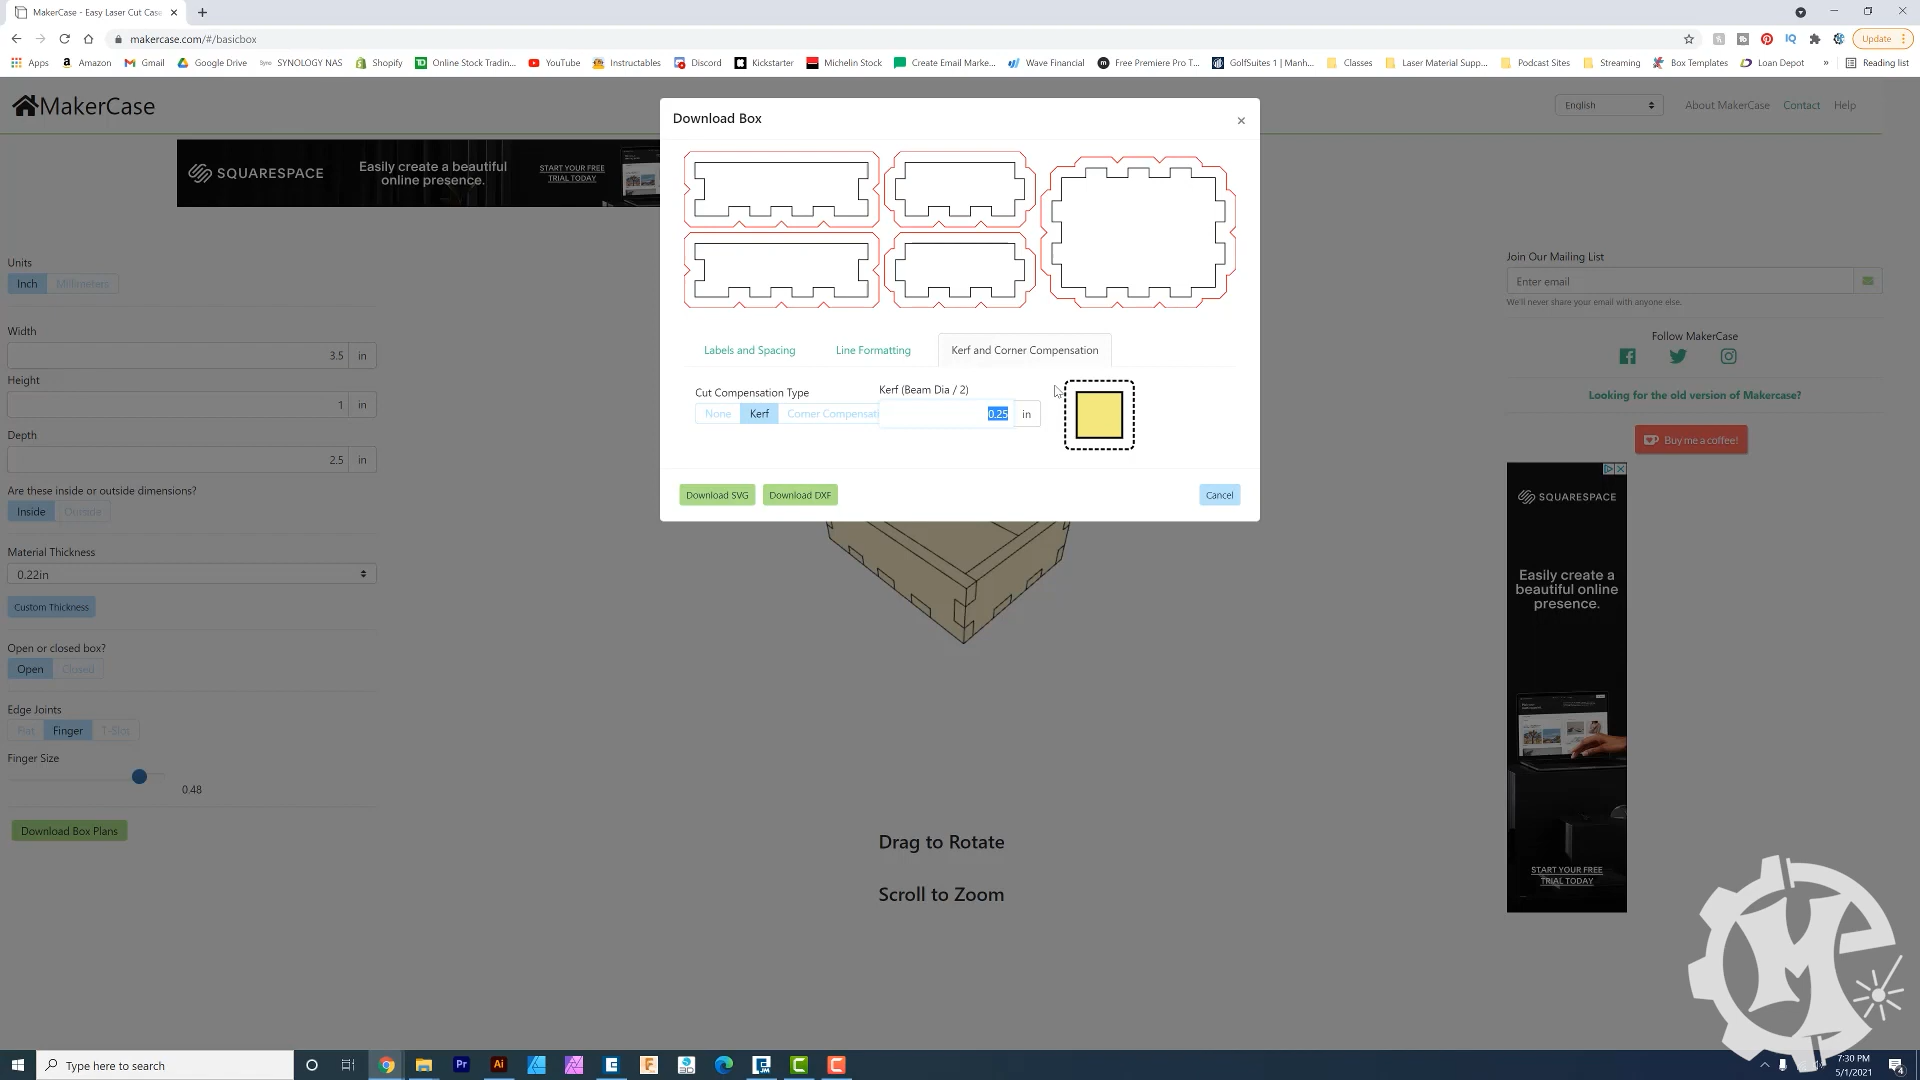 MakerCase - Easy Laser Cut Case
makercase.com/#/basicbox
Update
Apps
Amazon
Gmail
Google Drive
SYNOLOGY NAS
Shopify
Online Stock Tradin...
YouTube
Instructables
Discord
Kickstarter
Michelin Stock
Create Email Marke...
Wave Financial
Free Premiere Pro T...
GolfSuites 1 | Manh...
Classes
Laser Material Supp...
Podcast Sites
Streaming
Box Templates
Loan Depot
»
Reading list
MakerCase
English
About MakerCase
Contact
Help
SQUARESPACE
Easily create a beautiful
online presence.
START YOUR FREE
TRIAL TODAY
Download Box
×
Labels and Spacing
Line Formatting
Kerf and Corner Compensation
Cut Compensation Type
None
Kerf
Corner Compensati
Kerf (Beam Dia / 2)
0.25
in
Download SVG
Download DXF
Cancel
Units
Inch
Millimeters
Width
3.5
in
Height
1
in
Depth
2.5
in
Are these inside or outside dimensions?
Inside
Outside
Material Thickness
0.22in
Custom Thickness
Open or closed box?
Open
Closed
Edge Joints
Flat
Finger
T-Slot
Finger Size
0.48
Download Box Plans
Drag to Rotate
Scroll to Zoom
Join Our Mailing List
Enter email
We'll never share your email with anyone else.
Follow MakerCase
Looking for the old version of Makercase?
Buy me a coffee!
SQUARESPACE
Easily create a
beautiful online
presence.
START YOUR FREE
TRIAL TODAY
Type here to search
Pr
Ai
7:30 PM
5/1/2021